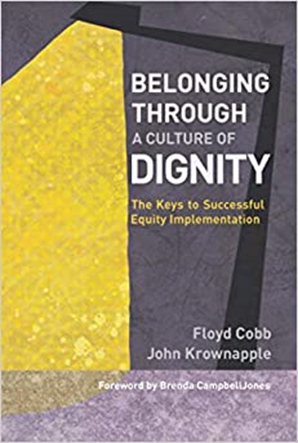 BELONGING
THROUGH
A CULTURE OF
DIGNITY
The Keys to Successful
Equity Implementation
Floyd Cobb
John Krownapple
Foreword by Brenda CampbellJones